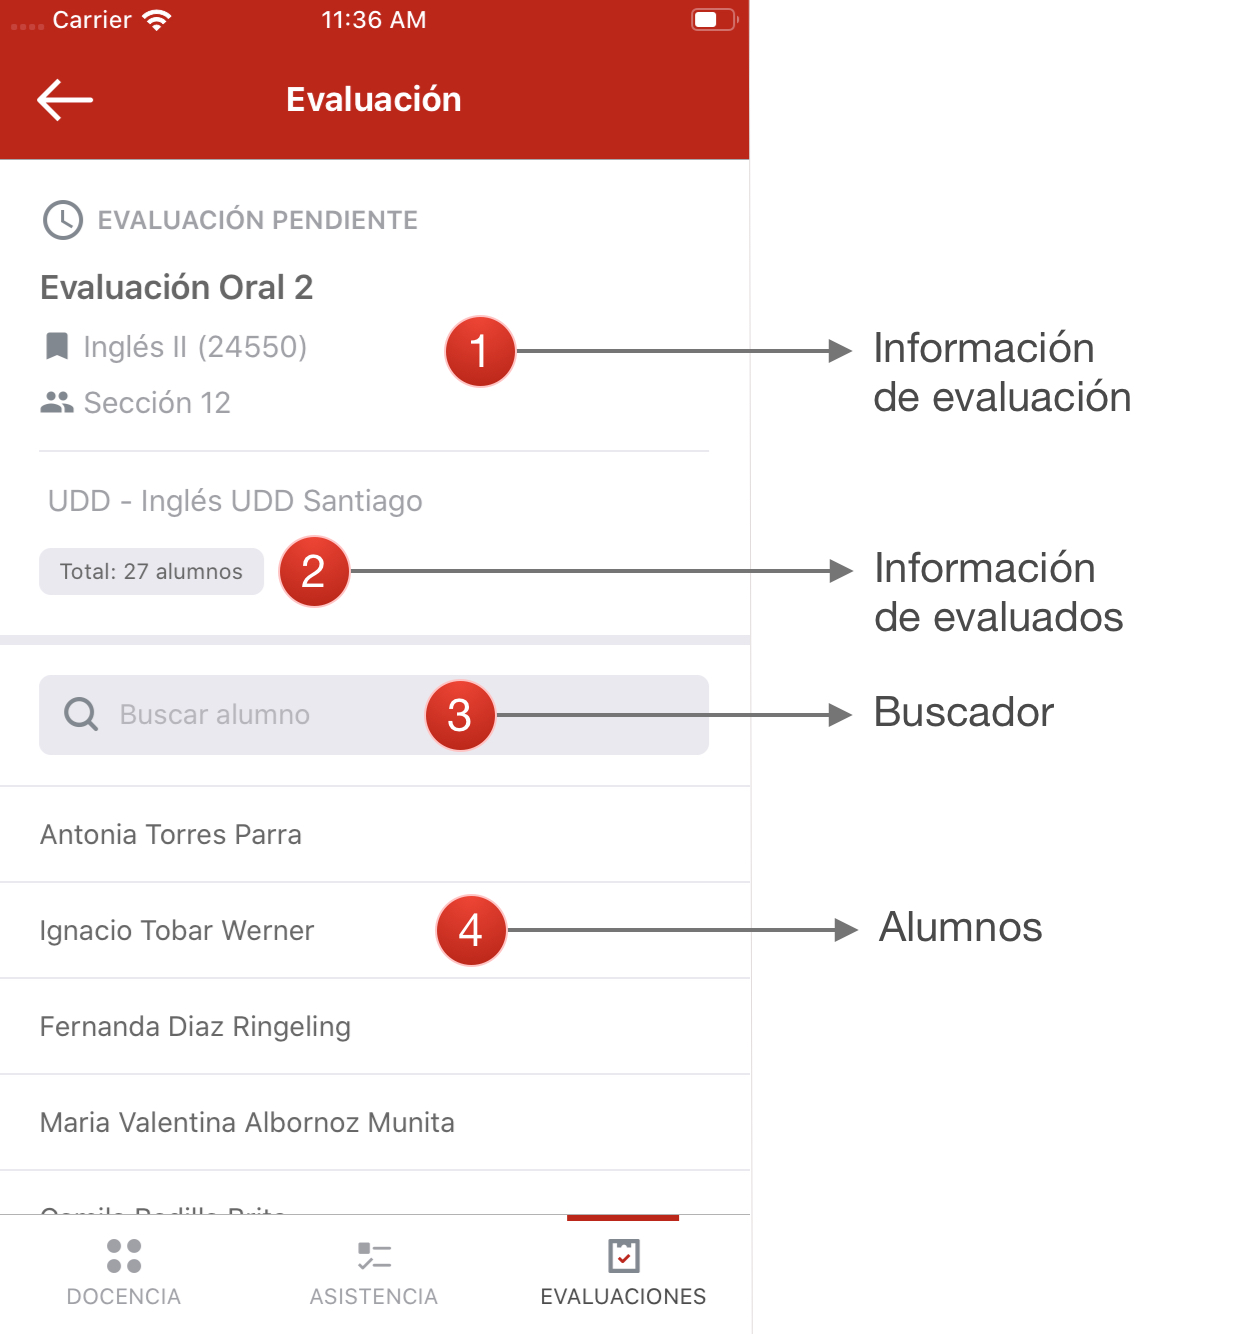 Carrier 11:36 AM
Evaluación
EVALUACIÓN PENDIENTE
Evaluación Oral 2
Inglés II (24550)
1
Información
de evaluación
Sección 12
UDD - Inglés UDD Santiago
Total: 27 alumnos
2
Información
de evaluados
Buscar alumno
3
Buscador
Antonia Torres Parra
Ignacio Tobar Werner
4
Alumnos
Fernanda Diaz Ringeling
Maria Valentina Albornoz Munita
DOCENCIA
ASISTENCIA
EVALUACIONES